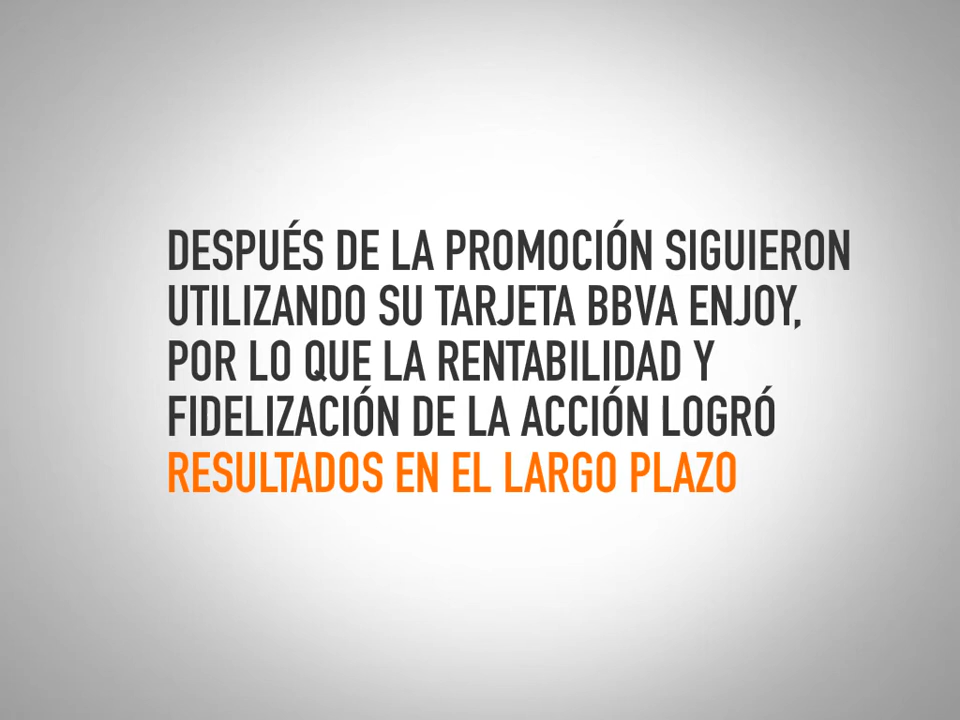 DESPUÉS DE LA PROMOCIÓN SIGUIERON
UTILIZANDO SU TARJETA BBVA ENJOY,
POR LO QUE LA RENTABILIDAD Y
FIDELIZACIÓN DE LA ACCIÓN LOGRÓ
RESULTADOS EN EL LARGO PLAZO